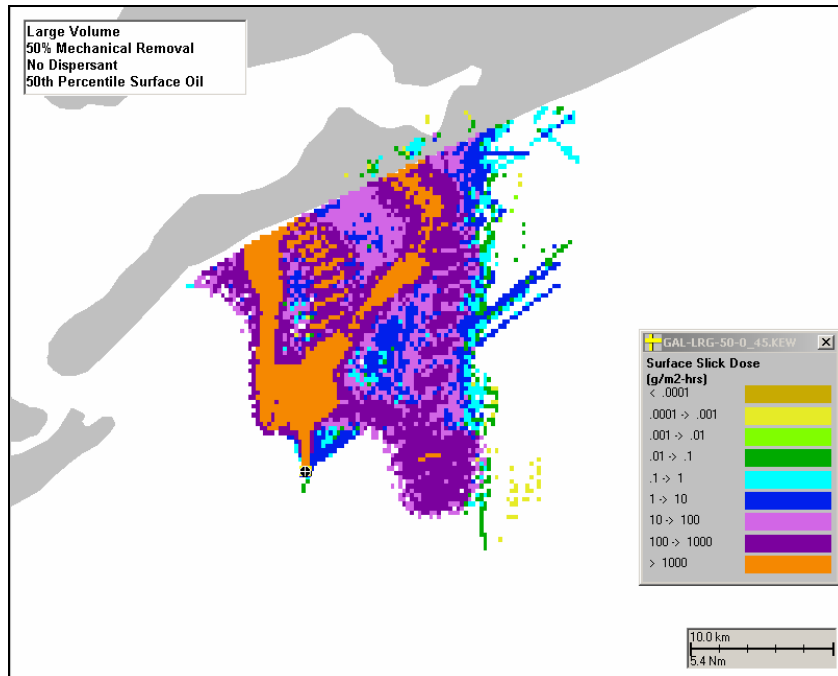 Large Volume
50% Mechanical Removal
No Dispersant
50th Percentile Surface Oil
GAL-LRG-50-0_45.KEW
Surface Slick Dose
(g/m2-hrs)
< .0001
.0001 -> .001
.001 -> .01
.01 -> .1
.1 -> 1
1 -> 10
10 -> 100
100 -> 1000
> 1000
10.0 km
5.4 Nm